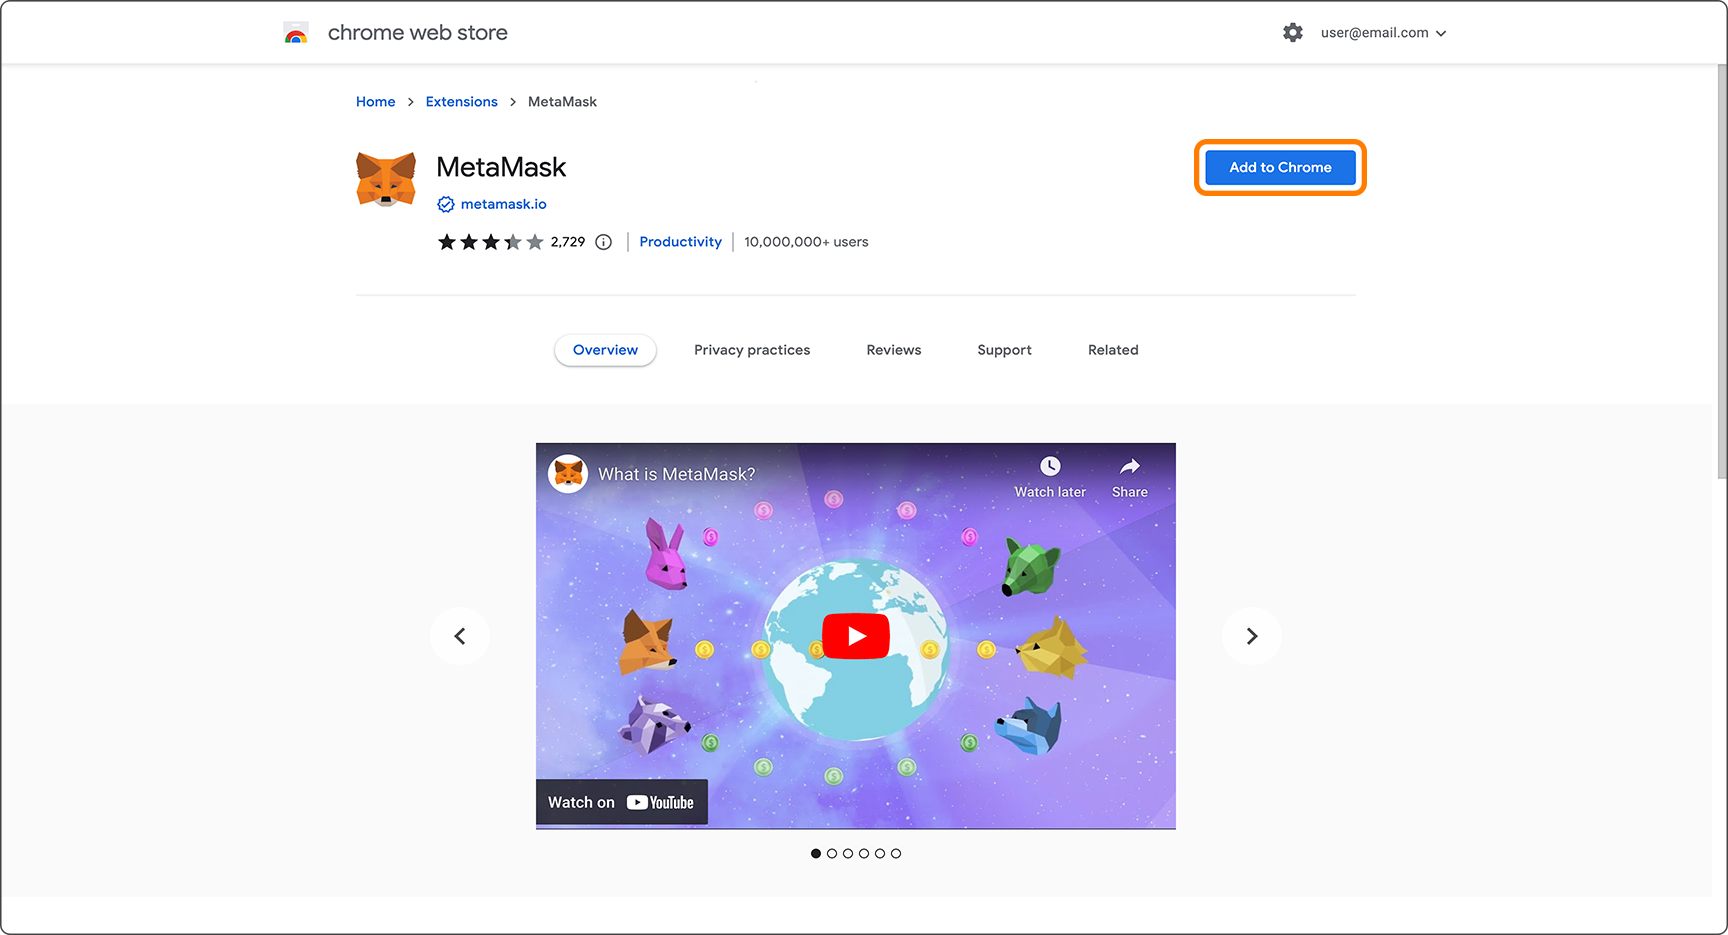 chrome web store
user@email.com
Home > Extensions > MetaMask
MetaMask
Add to Chrome
metamask.io
2,729 | Productivity | 10,000,000+ users
Overview Privacy practices Reviews Support Related
What is MetaMask?
Watch later Share
Watch on YouTube